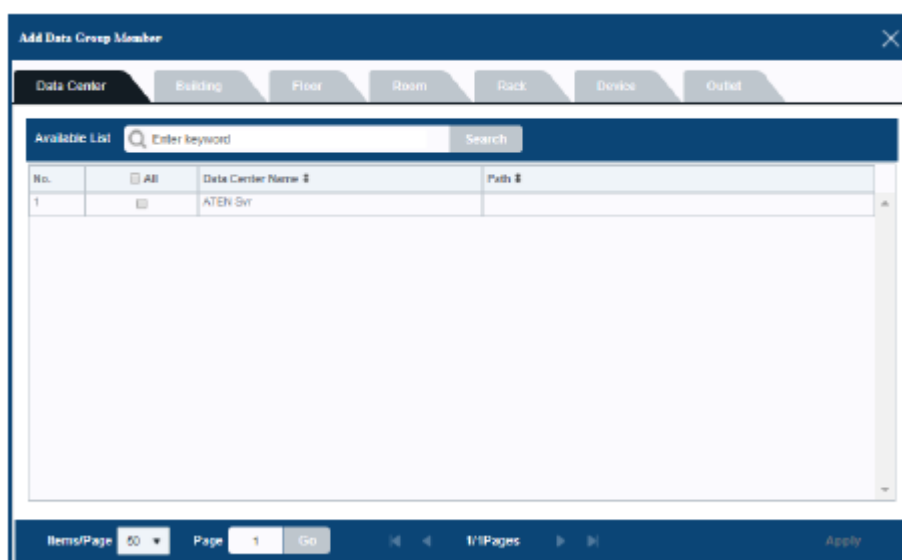 Add Data Group Member
Data Center Building Floor Room Rack Device Outlet
Available List Enter keyword Search
No. All Data Center Name Path
1 ATEN-Svr
Items/Page 50 Page 1 Go 1/1Pages Apply